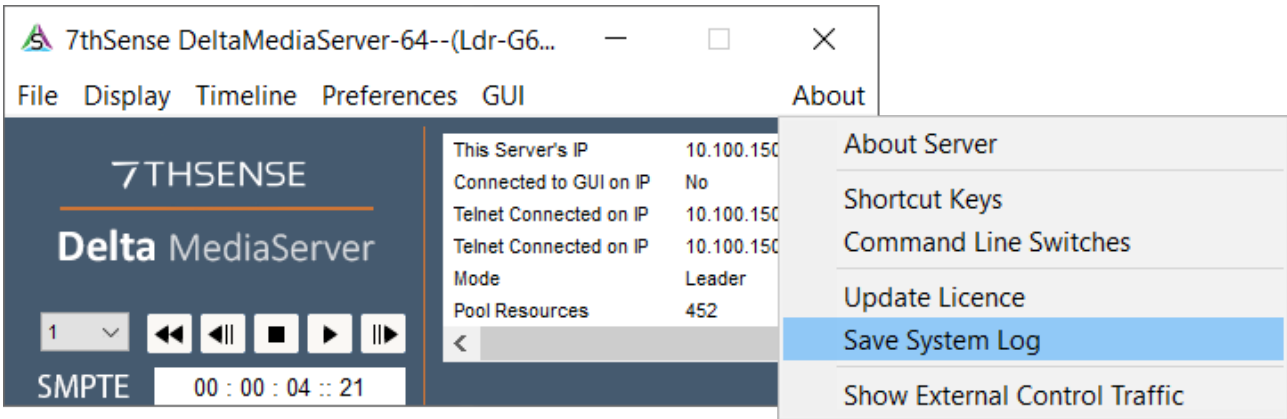 7thSense DeltaMediaServer-64--(Ldr-G6...
File Display Timeline Preferences GUI About
7THSENSE
Delta MediaServer
1
SMPTE 00 : 00 : 04 :: 21
This Server's IP 10.100.150
Connected to GUI on IP No
Telnet Connected on IP 10.100.150
Telnet Connected on IP 10.100.150
Mode Leader
Pool Resources 452
About Server
Shortcut Keys
Command Line Switches
Update Licence
Save System Log
Show External Control Traffic